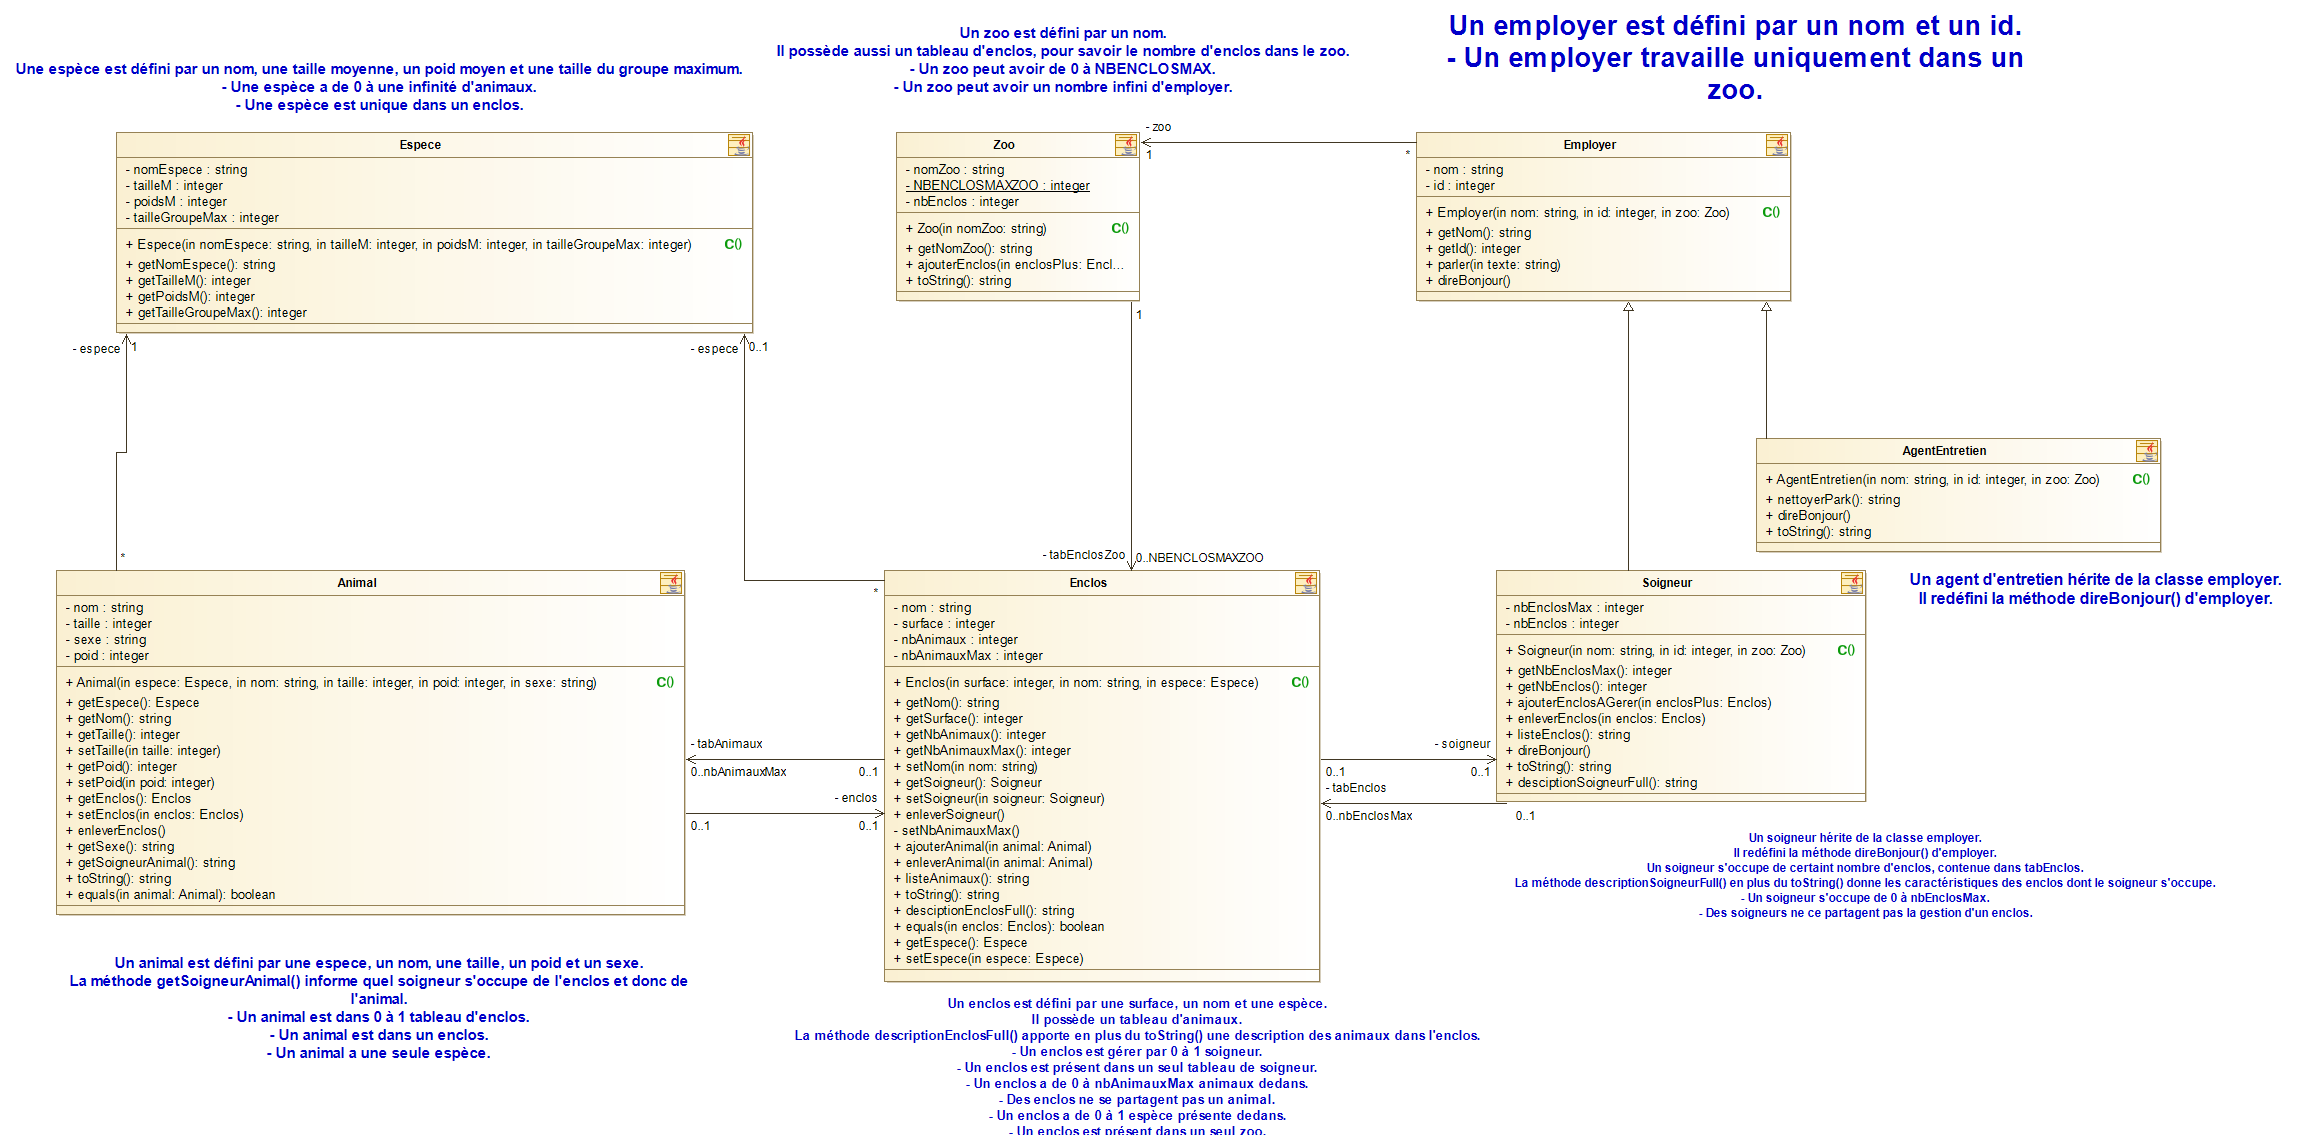 Une espèce est défini par un nom, une taille moyenne, un poid moyen et une taille du groupe maximum.
- Une espèce a de 0 à une infinité d'animaux.
- Une espèce est unique dans un enclos.
Un zoo est défini par un nom.
Il possède aussi un tableau d'enclos, pour savoir le nombre d'enclos dans le zoo.
- Un zoo peut avoir de 0 à NBENCLOSMAX.
- Un zoo peut avoir un nombre infini d'employer.
Un employer est défini par un nom et un id.
- Un employer travaille uniquement dans un
zoo.
Espece
- nomEspece : string
- tailleM : integer
- poidsM : integer
- tailleGroupeMax : integer
+ Espece(in nomEspece: string, in tailleM: integer, in poidsM: integer, in tailleGroupeMax: integer) C()
+ getNomEspece(): string
+ getTailleM(): integer
+ getPoidsM(): integer
+ getTailleGroupeMax(): integer
Zoo
- nomZoo : string
- NBENCLOSMAXZOO : integer
- nbEnclos : integer
+ Zoo(in nomZoo: string) C()
+ getNomZoo(): string
+ ajouterEnclos(in enclosPlus: Encl...
+ toString(): string
- zoo
1
*
Employer
- nom : string
- id : integer
+ Employer(in nom: string, in id: integer, in zoo: Zoo) C()
+ getNom(): string
+ getId(): integer
+ parler(in texte: string)
+ direBonjour()
- espece
1
*
- espece
0..1
*
1
- tabEnclosZoo
0..NBENCLOSMAXZOO
AgentEntretien
+ AgentEntretien(in nom: string, in id: integer, in zoo: Zoo) C()
+ nettoyerPark(): string
+ direBonjour()
+ toString(): string
Un agent d'entretien hérite de la classe employer.
Il redéfini la méthode direBonjour() d'employer.
Animal
- nom : string
- taille : integer
- sexe : string
- poid : integer
+ Animal(in espece: Espece, in nom: string, in taille: integer, in poid: integer, in sexe: string) C()
+ getEspece(): Espece
+ getNom(): string
+ getTaille(): integer
+ setTaille(in taille: integer)
+ getPoid(): integer
+ setPoid(in poid: integer)
+ getEnclos(): Enclos
+ setEnclos(in enclos: Enclos)
+ enleverEnclos()
+ getSexe(): string
+ getSoigneurAnimal(): string
+ toString(): string
+ equals(in animal: Animal): boolean
- tabAnimaux
0..nbAnimauxMax
0..1
- enclos
0..1
0..1
Enclos
- nom : string
- surface : integer
- nbAnimaux : integer
- nbAnimauxMax : integer
+ Enclos(in surface: integer, in nom: string, in espece: Espece) C()
+ getNom(): string
+ getSurface(): integer
+ getNbAnimaux(): integer
+ getNbAnimauxMax(): integer
+ setNom(in nom: string)
+ getSoigneur(): Soigneur
+ setSoigneur(in soigneur: Soigneur)
+ enleverSoigneur()
- setNbAnimauxMax()
+ ajouterAnimal(in animal: Animal)
+ enleverAnimal(in animal: Animal)
+ listeAnimaux(): string
+ toString(): string
+ desciptionEnclosFull(): string
+ equals(in enclos: Enclos): boolean
+ getEspece(): Espece
+ setEspece(in espece: Espece)
- soigneur
0..1
0..1
- tabEnclos
0..nbEnclosMax
0..1
Soigneur
- nbEnclosMax : integer
- nbEnclos : integer
+ Soigneur(in nom: string, in id: integer, in zoo: Zoo) C()
+ getNbEnclosMax(): integer
+ getNbEnclos(): integer
+ ajouterEnclosAGerer(in enclosPlus: Enclos)
+ enleverEnclos(in enclos: Enclos)
+ listeEnclos(): string
+ direBonjour()
+ toString(): string
+ desciptionSoigneurFull(): string
Un soigneur hérite de la classe employer.
Il redéfini la méthode direBonjour() d'employer.
Un soigneur s'occupe de certaint nombre d'enclos, contenue dans tabEnclos.
La méthode descriptionSoigneurFull() en plus du toString() donne les caractéristiques des enclos dont le soigneur s'occupe.
- Un soigneur s'occupe de 0 à nbEnclosMax.
- Des soigneurs ne ce partagent pas la gestion d'un enclos.
Un animal est défini par une espece, un nom, une taille, un poid et un sexe.
La méthode getSoigneurAnimal() informe quel soigneur s'occupe de l'enclos et donc de
l'animal.
- Un animal est dans 0 à 1 tableau d'enclos.
- Un animal est dans un enclos.
- Un animal a une seule espèce.
Un enclos est défini par une surface, un nom et une espèce.
Il possède un tableau d'animaux.
La méthode descriptionEnclosFull() apporte en plus du toString() une description des animaux dans l'enclos.
- Un enclos est gérer par 0 à 1 soigneur.
- Un enclos est présent dans un seul tableau de soigneur.
- Un enclos a de 0 à nbAnimauxMax animaux dedans.
- Des enclos ne se partagent pas un animal.
- Un enclos a de 0 à 1 espèce présente dedans.
- Un enclos est présent dans un seul zoo.